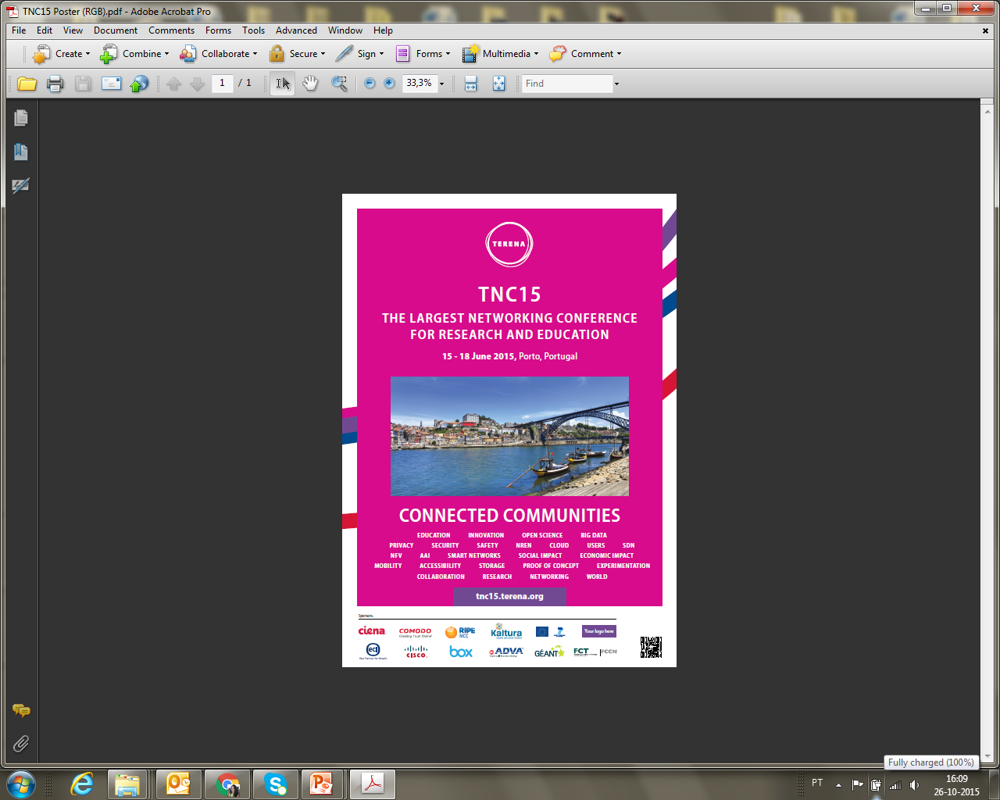 TNC15 Poster (RGB).pdf - Adobe Acrobat Pro
File Edit View Document Comments Forms Tools Advanced Window Help
Create Combine Collaborate Secure Sign Forms Multimedia Comment
1 / 1 33,3% Find
TERENA
TNC15
THE LARGEST NETWORKING CONFERENCE
FOR RESEARCH AND EDUCATION
15 - 18 June 2015, Porto, Portugal
CONNECTED COMMUNITIES
EDUCATION INNOVATION OPEN SCIENCE BIG DATA
PRIVACY SECURITY SAFETY NREN CLOUD USERS SDN
NFV AAI SMART NETWORKS SOCIAL IMPACT ECONOMIC IMPACT
MOBILITY ACCESSIBILITY STORAGE PROOF OF CONCEPT EXPERIMENTATION
COLLABORATION RESEARCH NETWORKING WORLD
tnc15.terena.org
Sponsors:
ciena COMODO RIPE NCC Kaltura Your logo here
Creating Trust Online
eci CISCO box ADVA GÉANT FCT FCCN
Fully charged (100%)
PT 16:09
26-10-2015